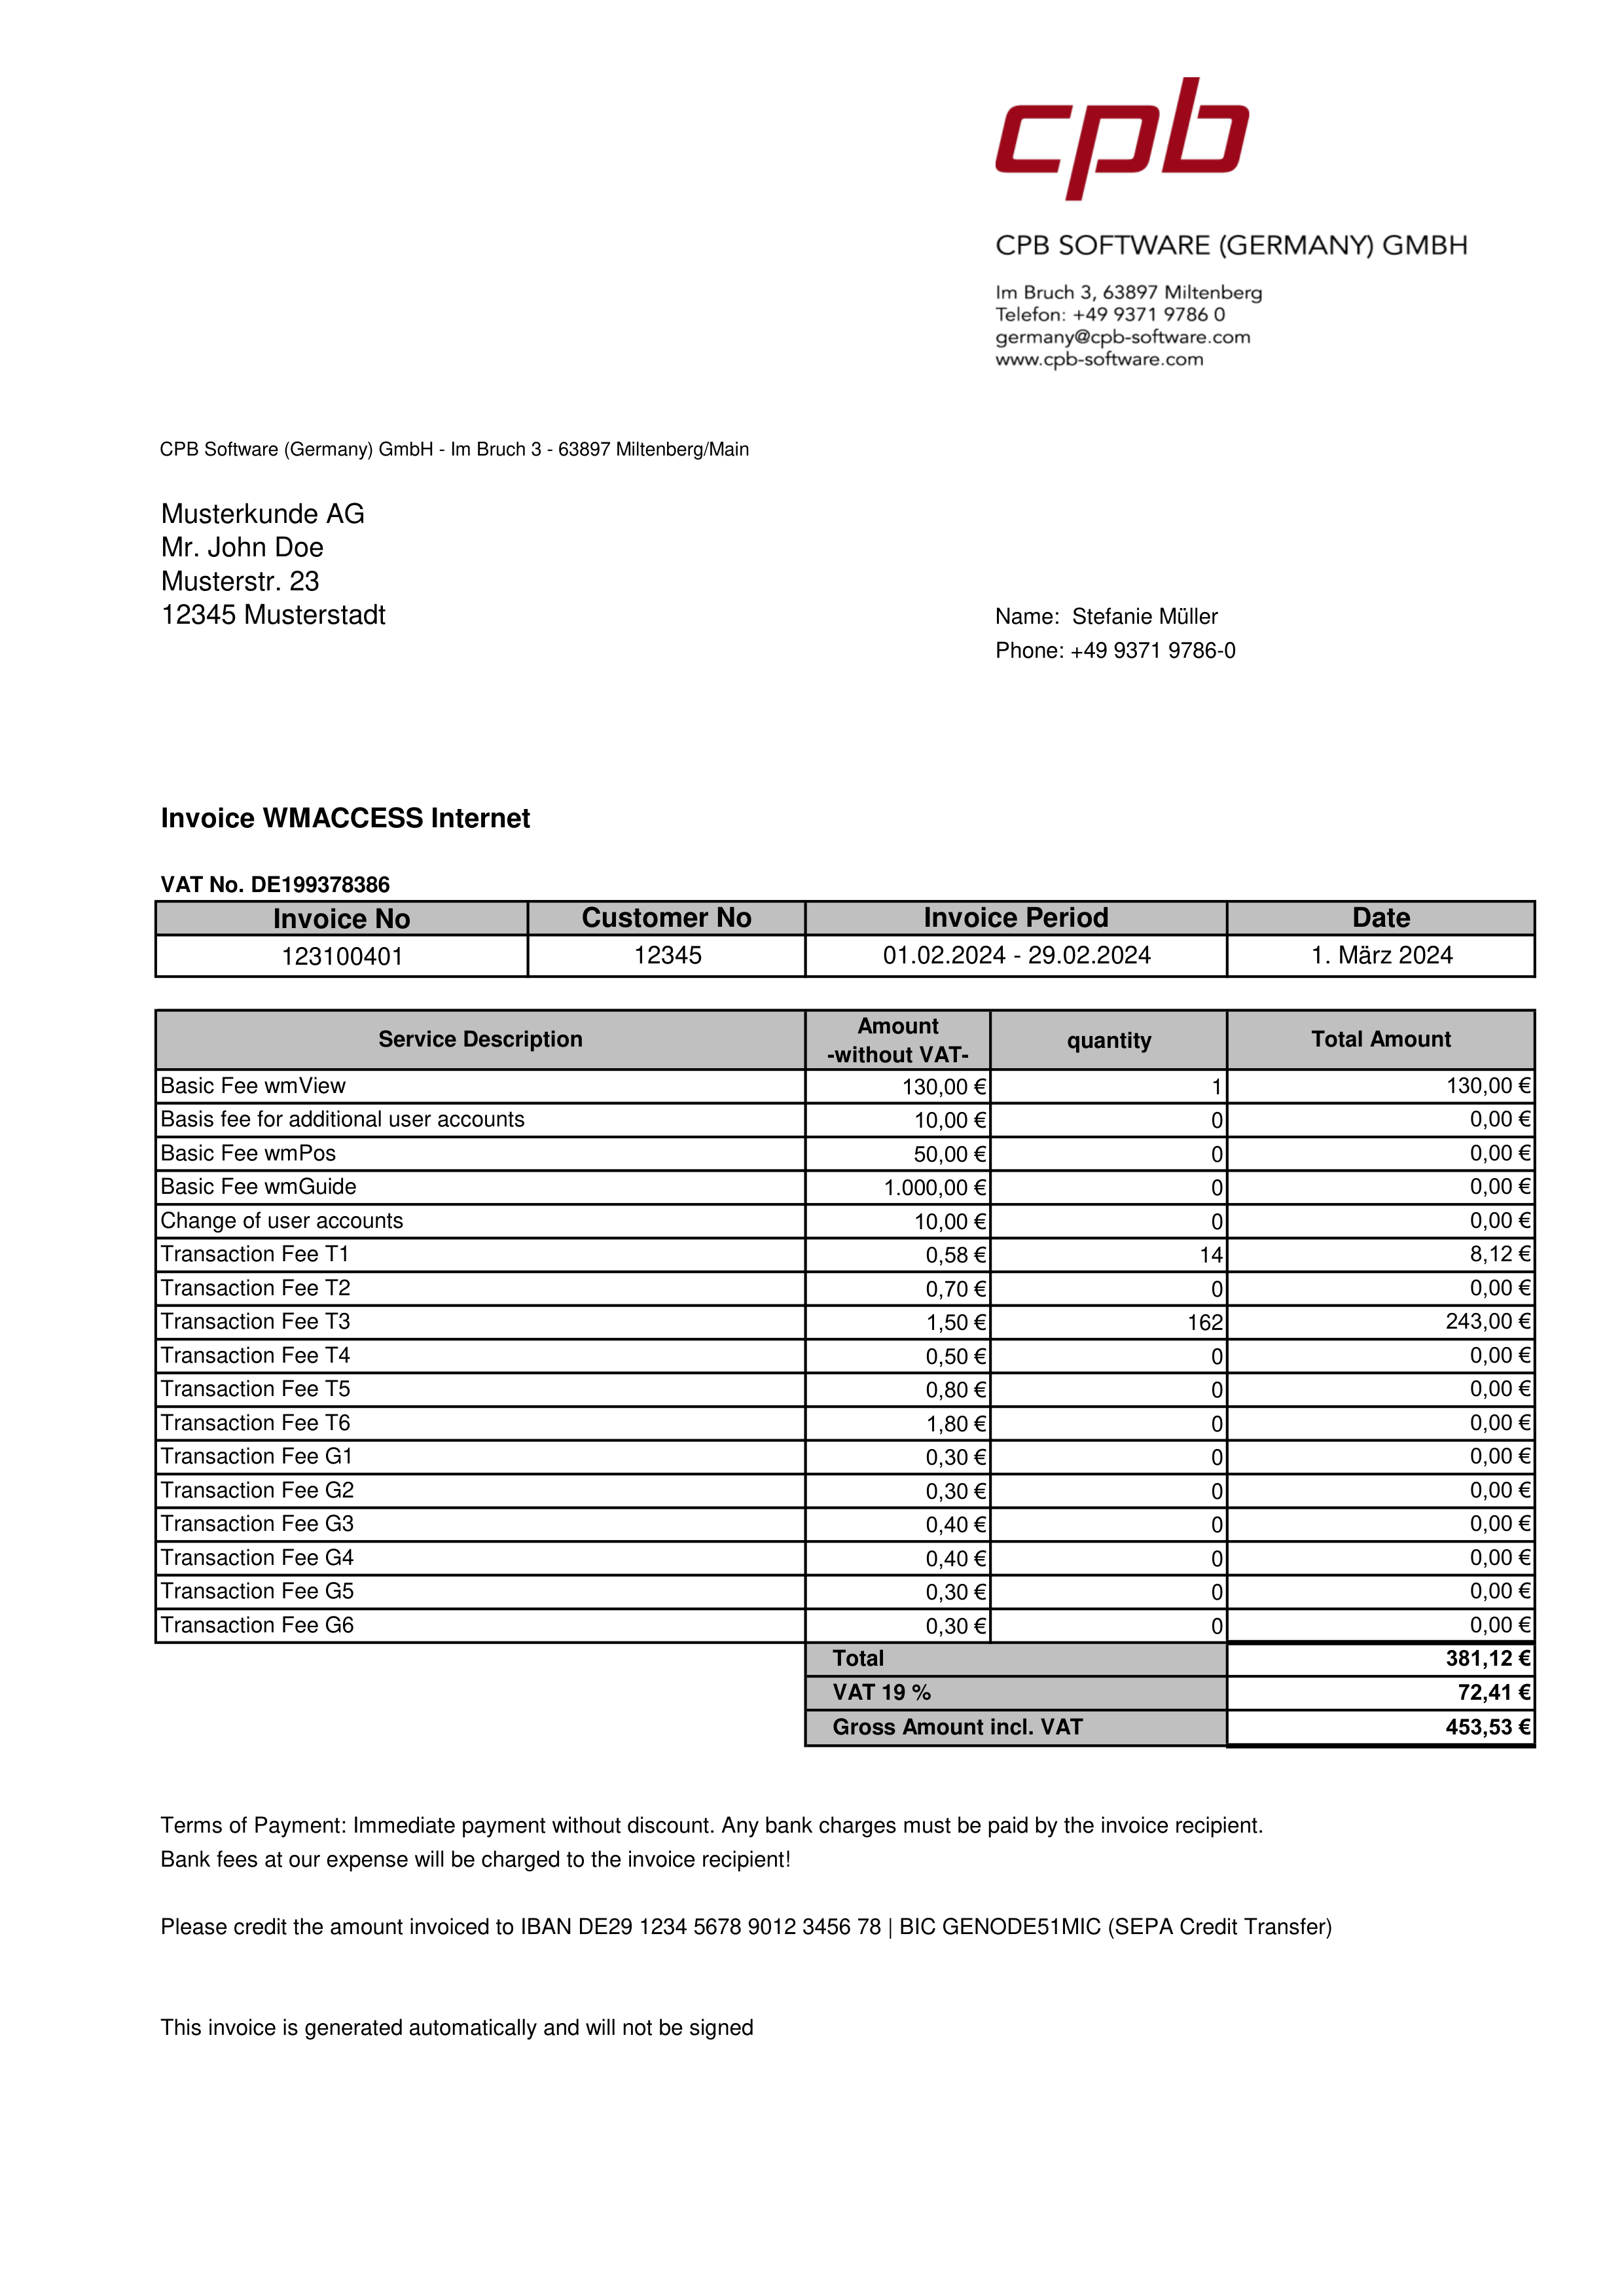 cpb
CPB SOFTWARE (GERMANY) GMBH
Im Bruch 3, 63897 Miltenberg
Telefon: +49 9371 9786 0
germany@cpb-software.com
www.cpb-software.com
CPB Software (Germany) GmbH - Im Bruch 3 - 63897 Miltenberg/Main
Musterkunde AG
Mr. John Doe
Musterstr. 23
12345 Musterstadt
Name: Stefanie Müller
Phone: +49 9371 9786-0
Invoice WMACCESS Internet
VAT No. DE199378386
Invoice No Customer No Invoice Period Date
123100401 12345 01.02.2024 - 29.02.2024 1. März 2024
Service Description Amount -without VAT- quantity Total Amount
Basic Fee wmView 130,00 € 1 130,00 €
Basis fee for additional user accounts 10,00 € 0 0,00 €
Basic Fee wmPos 50,00 € 0 0,00 €
Basic Fee wmGuide 1.000,00 € 0 0,00 €
Change of user accounts 10,00 € 0 0,00 €
Transaction Fee T1 0,58 € 14 8,12 €
Transaction Fee T2 0,70 € 0 0,00 €
Transaction Fee T3 1,50 € 162 243,00 €
Transaction Fee T4 0,50 € 0 0,00 €
Transaction Fee T5 0,80 € 0 0,00 €
Transaction Fee T6 1,80 € 0 0,00 €
Transaction Fee G1 0,30 € 0 0,00 €
Transaction Fee G2 0,30 € 0 0,00 €
Transaction Fee G3 0,40 € 0 0,00 €
Transaction Fee G4 0,40 € 0 0,00 €
Transaction Fee G5 0,30 € 0 0,00 €
Transaction Fee G6 0,30 € 0 0,00 €
Total 381,12 €
VAT 19 % 72,41 €
Gross Amount incl. VAT 453,53 €
Terms of Payment: Immediate payment without discount. Any bank charges must be paid by the invoice recipient.
Bank fees at our expense will be charged to the invoice recipient!
Please credit the amount invoiced to IBAN DE29 1234 5678 9012 3456 78 | BIC GENODE51MIC (SEPA Credit Transfer)
This invoice is generated automatically and will not be signed